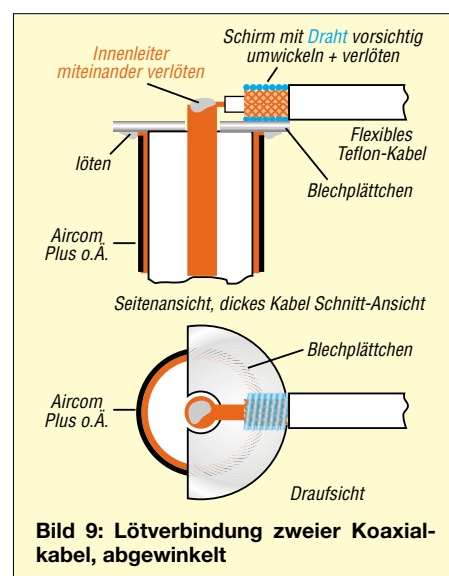 Schirm mit Draht vorsichtig
umwickeln + verlöten
Innenleiter
miteinander verlöten
Flexibles
Teflon-Kabel
löten
Blechplättchen
Aircom
Plus o.Ä.
Seitenansicht, dickes Kabel Schnitt-Ansicht
Blechplättchen
Aircom
Plus o.Ä.
Draufsicht
Bild 9: Lötverbindung zweier Koaxial-
kabel, abgewinkelt